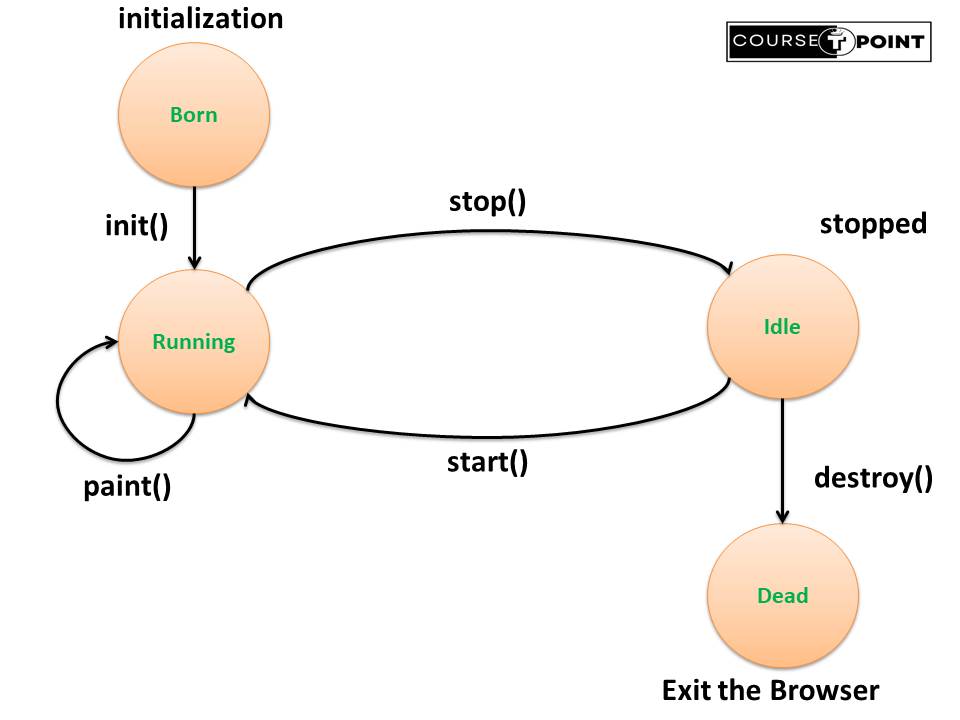 initialization
COURSE T POINT
Born
init()
stop()
stopped
Running
Idle
start()
paint()
destroy()
Dead
Exit the Browser